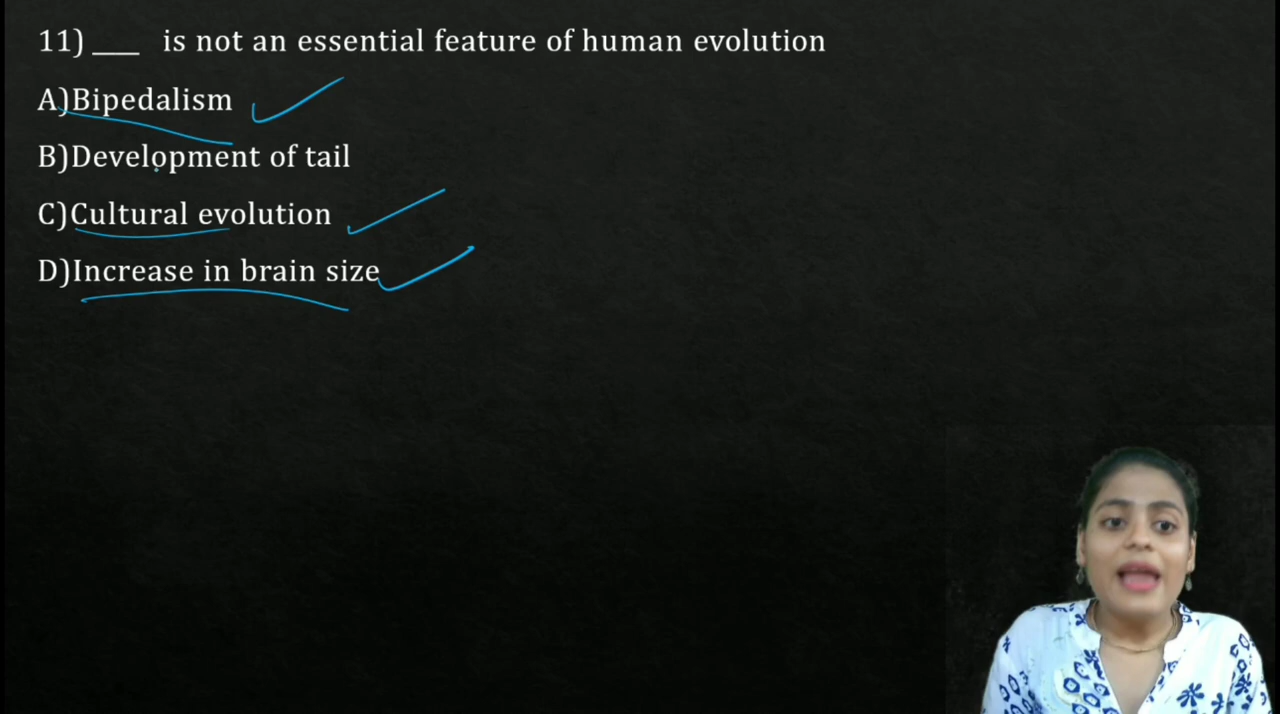 11) ____ is not an essential feature of human evolution
A)Bipedalism
B)Development of tail
C)Cultural evolution
D)Increase in brain size